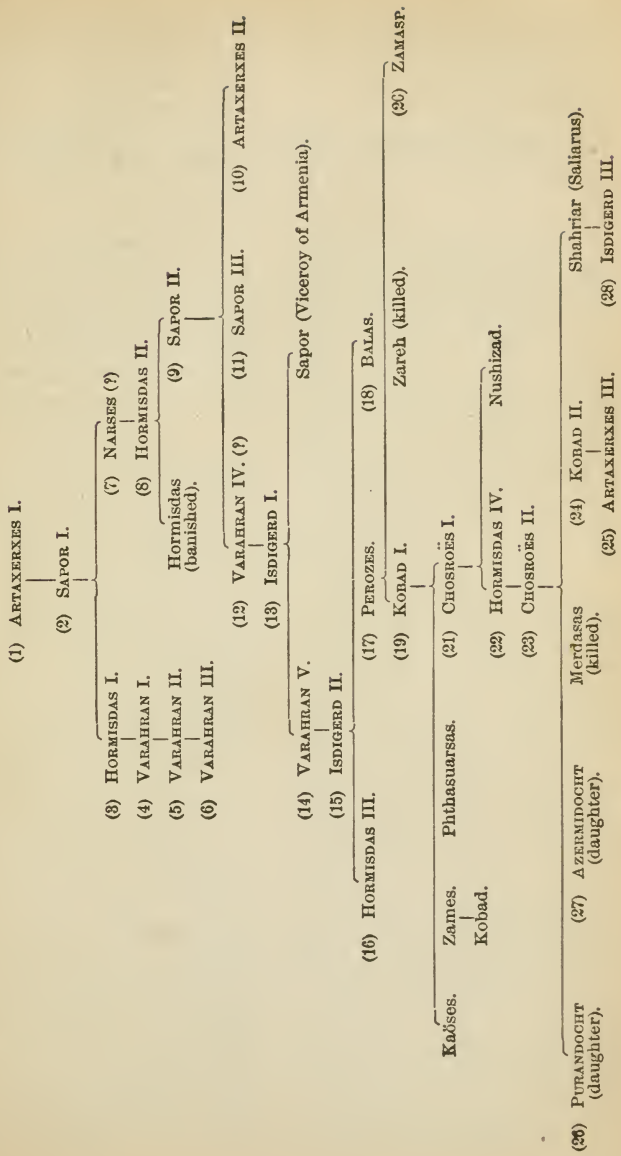 (1) ARTAXERXES I.
(2) SAPOR I.
(3) HORMISDAS I. (7) NARSES (?)
(4) VARAHRAN I. (8) HORMISDAS II.
(5) VARAHRAN II. Hormisdas (banished). (9) SAPOR II.
(6) VARAHRAN III.
(12) VARAHRAN IV. (?) (11) SAPOR III. (10) ARTAXERXES II.
(13) ISDIGERD I.
(14) VARAHRAN V. Sapor (Viceroy of Armenia).
(15) ISDIGERD II.
(16) HORMISDAS III. (17) PEROZES. (18) BALAS.
(19) KOBAD I. Zareh (killed). (20) ZAMASP.
Kaöses. Zames. Phthasuarsas. (21) CHOSROËS I.
Kobad. (22) HORMISDAS IV. Nushizad.
(23) CHOSROËS II.
(26) PURANDOCHT (27) AZERMIDOCHT Merdasas (24) KOBAD II. Shahriar (Saliarus).
(daughter). (daughter). (killed).
(25) ARTAXERXES III. (28) ISDIGERD III.